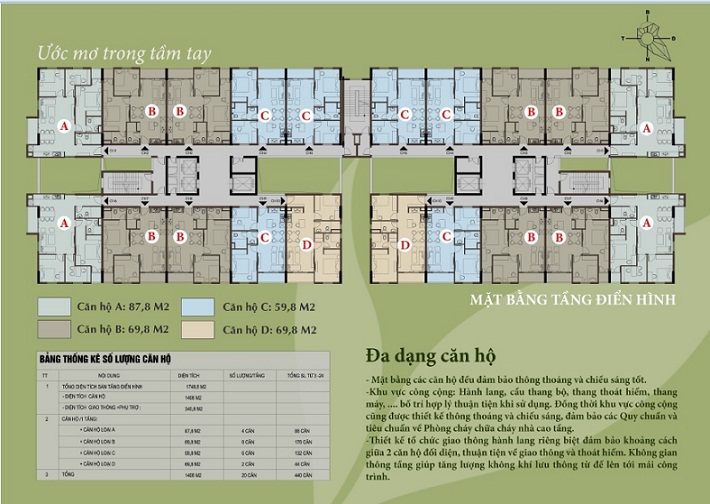 B
T Đ
N
Ước mơ trong tầm tay
A B B C C C C B B A
A B B C D D C B B A
MẶT BẰNG TẦNG ĐIỂN HÌNH
Căn hộ A: 87,8 M2 Căn hộ C: 59,8 M2
Căn hộ B: 69,8 M2 Căn hộ D: 69,8 M2
BẢNG THỐNG KÊ SỐ LƯỢNG CĂN HỘ
TT NỘI DUNG DIỆN TÍCH SỐ LƯỢNG/TẦNG TỔNG SL TỪ 3 -24
1 TỔNG DIỆN TÍCH SÀN TẦNG ĐIỂN HÌNH
- DIỆN TÍCH CĂN HỘ 1408 M2
- DIỆN TÍCH GIAO THÔNG +PHỤ TRỢ:
2 CĂN HỘ /1 TẦNG:
+ CĂN HỘ LOẠI A 87,8 M2 4 CĂN 88 CĂN
+ CĂN HỘ LOẠI B 69,8 M2 8 CĂN 176 CĂN
+ CĂN HỘ LOẠI C 6 CĂN 132 CĂN
+ CĂN HỘ LOẠI D 69,8 M2 2 CĂN 44 CĂN
3 TỔNG 1408 M2 20 CĂN 440 CĂN
Đa dạng căn hộ
- Mặt bằng các căn hộ đều đảm bảo thông thoáng và chiếu sáng tốt.
-Khu vực công cộng: Hành lang, cầu thang bộ, thang thoát hiểm, thang
máy, .... bố trí hợp lý thuận tiện khi sử dụng. Đồng thời khu vực công cộng
cũng được thiết kế thông thoáng và chiếu sáng, đảm bảo các Quy chuẩn và
tiêu chuẩn về Phòng cháy chữa cháy nhà cao tầng.
-Thiết kế tổ chức giao thông hành lang riêng biệt đảm bảo khoảng cách
giữa 2 căn hộ đối diện, thuận tiện về giao thông và thoát hiểm. Không gian
thông tầng giúp tăng lượng không khí lưu thông từ đế lên tới mái công
trình.